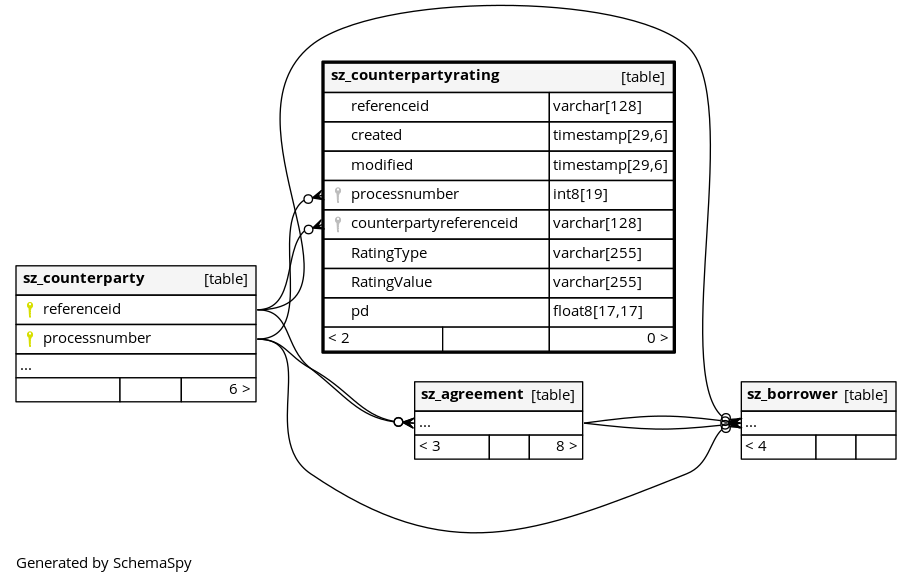 sz_counterpartyrating [table]
referenceid varchar[128]
created timestamp[29,6]
modified timestamp[29,6]
processnumber int8[19]
counterpartyreferenceid varchar[128]
RatingType varchar[255]
RatingValue varchar[255]
pd float8[17,17]
< 2 0 >
sz_counterparty [table]
referenceid
processnumber
...
6 >
sz_agreement [table]
...
< 3 8 >
sz_borrower [table]
...
< 4
Generated by SchemaSpy